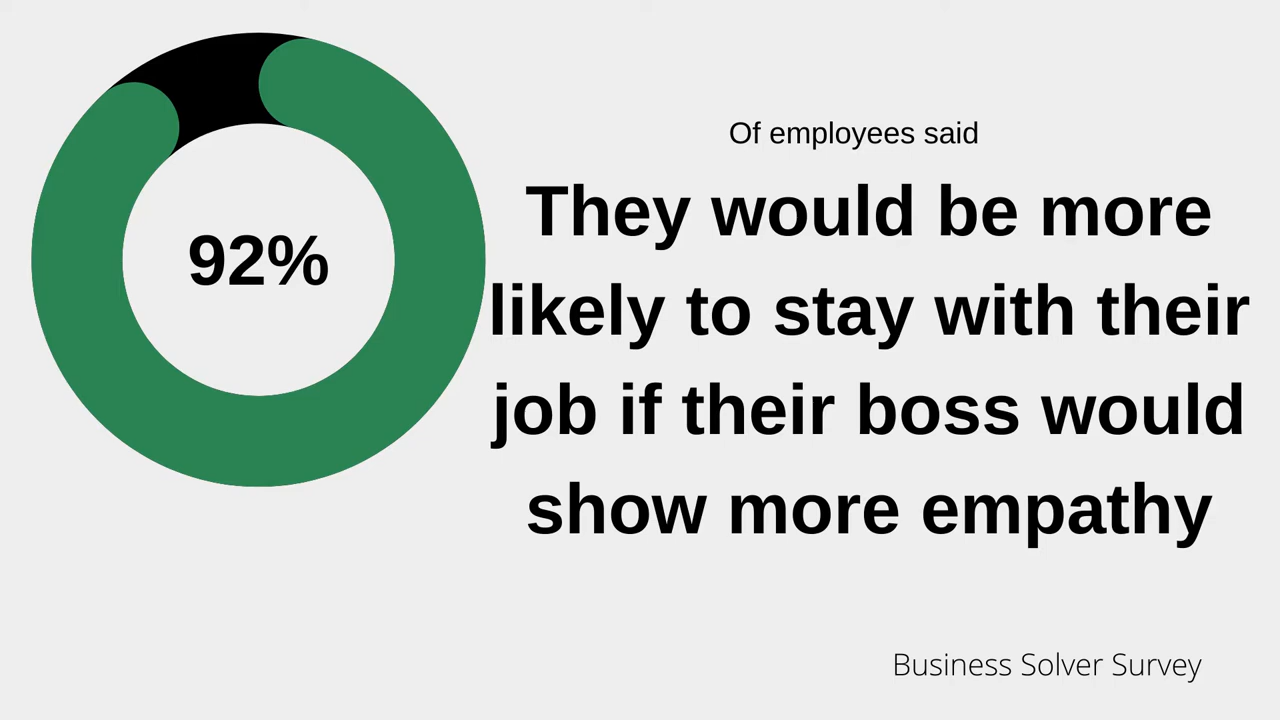 92%
Of employees said
They would be more
likely to stay with their
job if their boss would
show more empathy
Business Solver Survey